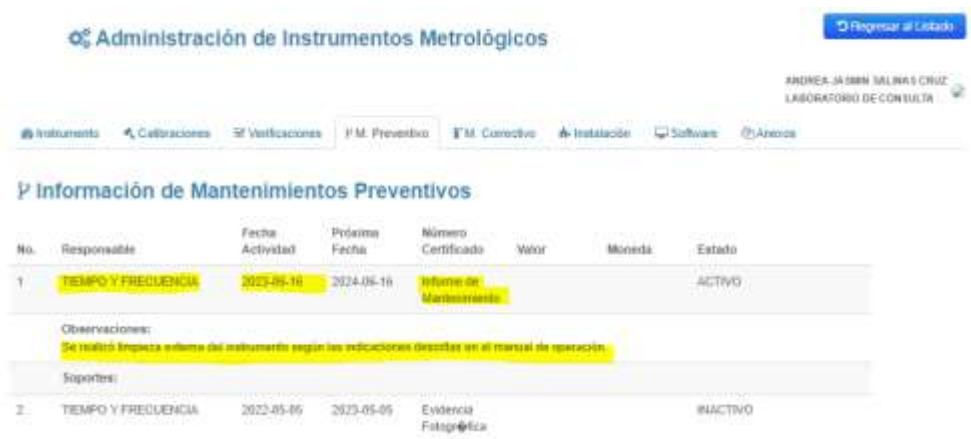 Administración de Instrumentos Metrológicos
Regresar al Listado
ANDREA JASMIN SALINAS CRUZ
LABORATORIO DE CONSULTA
Instrumento Calibraciones Verificaciones M. Preventivo M. Correctivo Instalación Software Anexos
Información de Mantenimientos Preventivos
No. Responsable Fecha Actividad Próxima Fecha Número Certificado Valor Moneda Estado
1 TIEMPO Y FRECUENCIA 2023-06-16 2024-06-16 Informe de Mantenimiento ACTIVO
Observaciones:
Se realizó limpieza externa del instrumento según las indicaciones descritas en el manual de operación.
Soportes:
2 TIEMPO Y FRECUENCIA 2022-05-05 2023-05-05 Evidencia Fotogr�fica INACTIVO